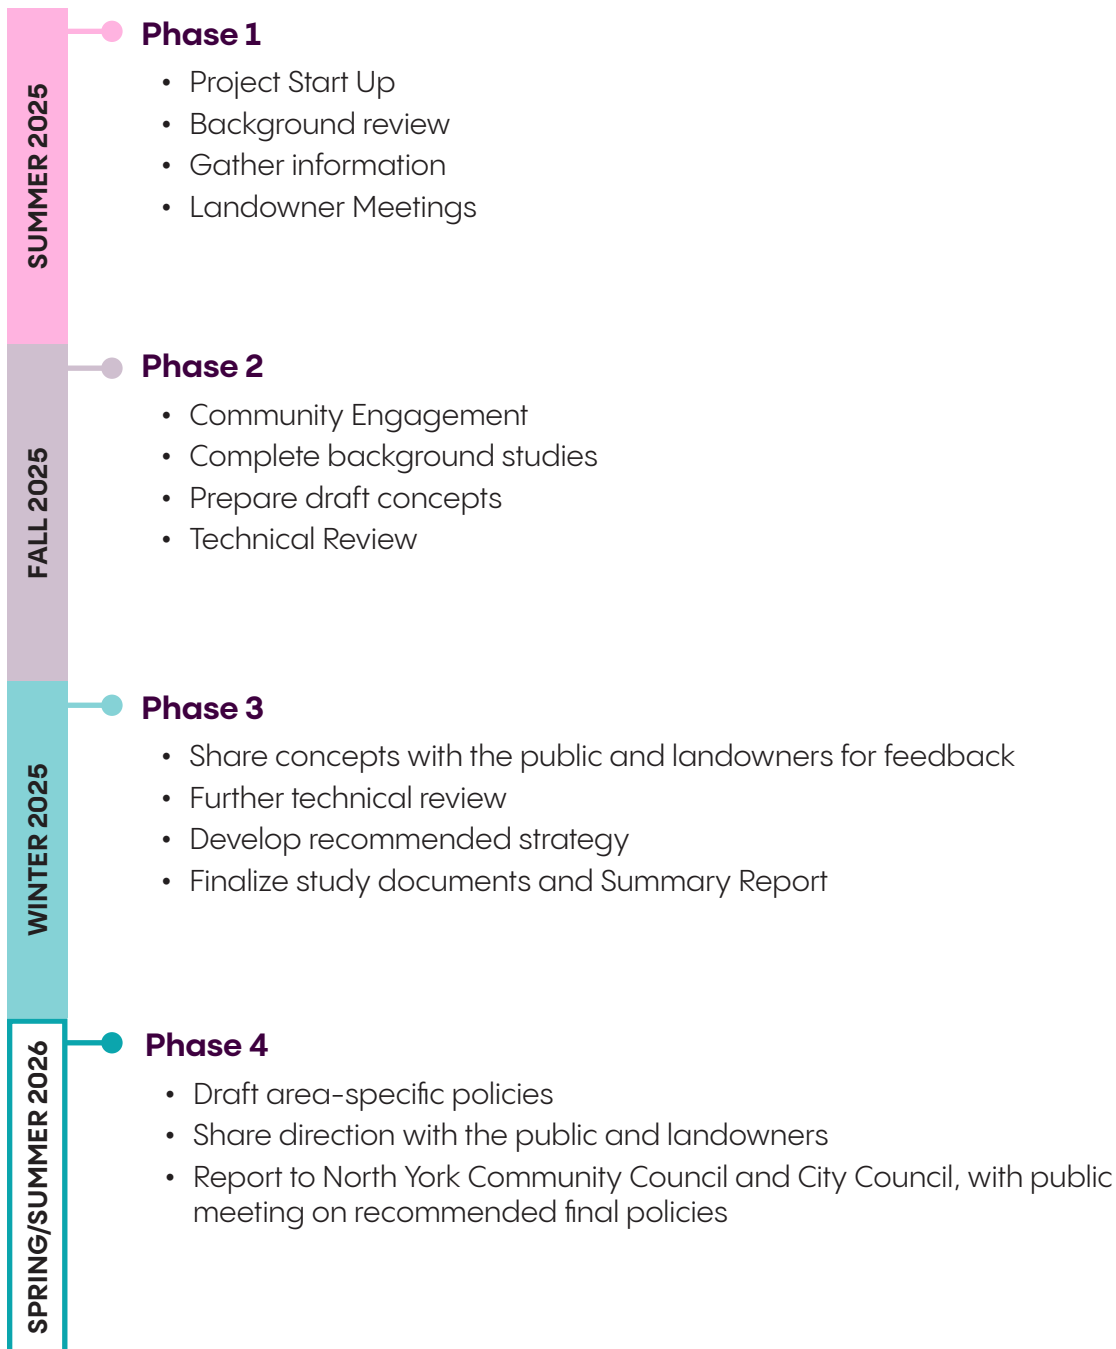 SUMMER 2025
Phase 1
• Project Start Up
• Background review
• Gather information
• Landowner Meetings
FALL 2025
Phase 2
• Community Engagement
• Complete background studies
• Prepare draft concepts
• Technical Review
WINTER 2025
Phase 3
• Share concepts with the public and landowners for feedback
• Further technical review
• Develop recommended strategy
• Finalize study documents and Summary Report
SPRING/SUMMER 2026
Phase 4
• Draft area-specific policies
• Share direction with the public and landowners
• Report to North York Community Council and City Council, with public
meeting on recommended final policies